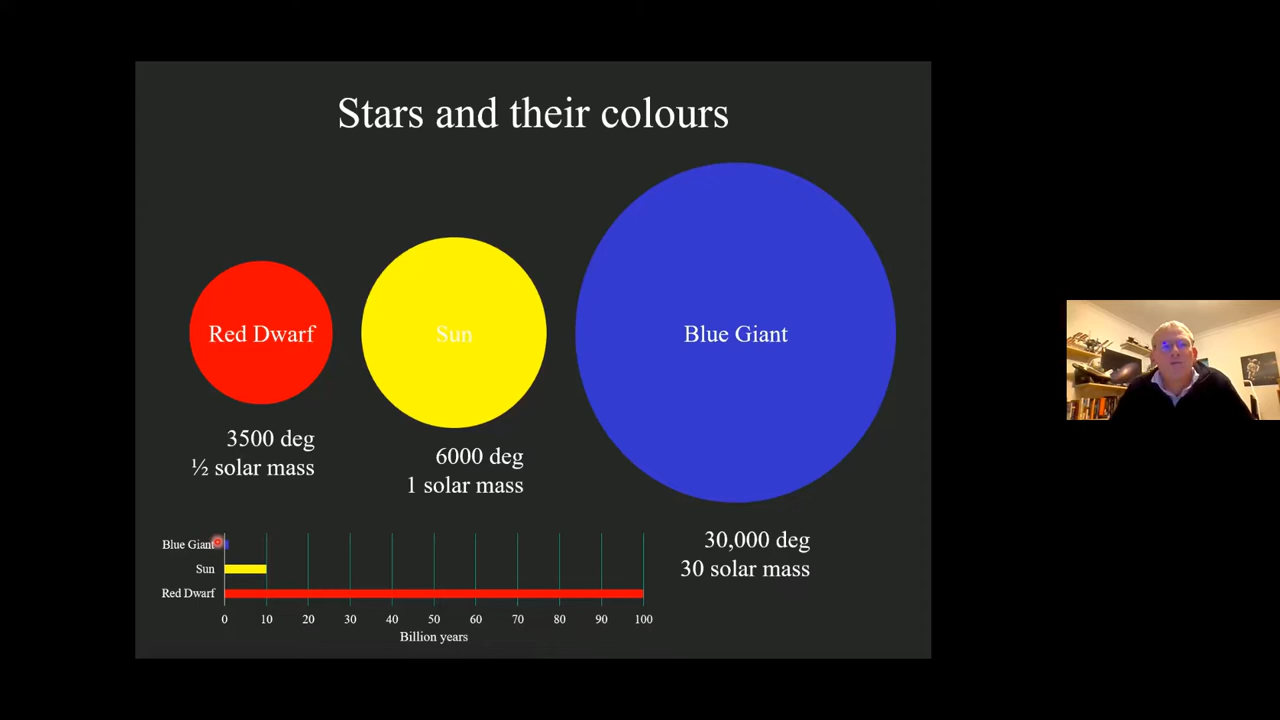 Stars and their colours
Red Dwarf
Sun
Blue Giant
3500 deg
½ solar mass
6000 deg
1 solar mass
30,000 deg
30 solar mass
Blue Giant
Sun
Red Dwarf
0 10 20 30 40 50 60 70 80 90 100
Billion years